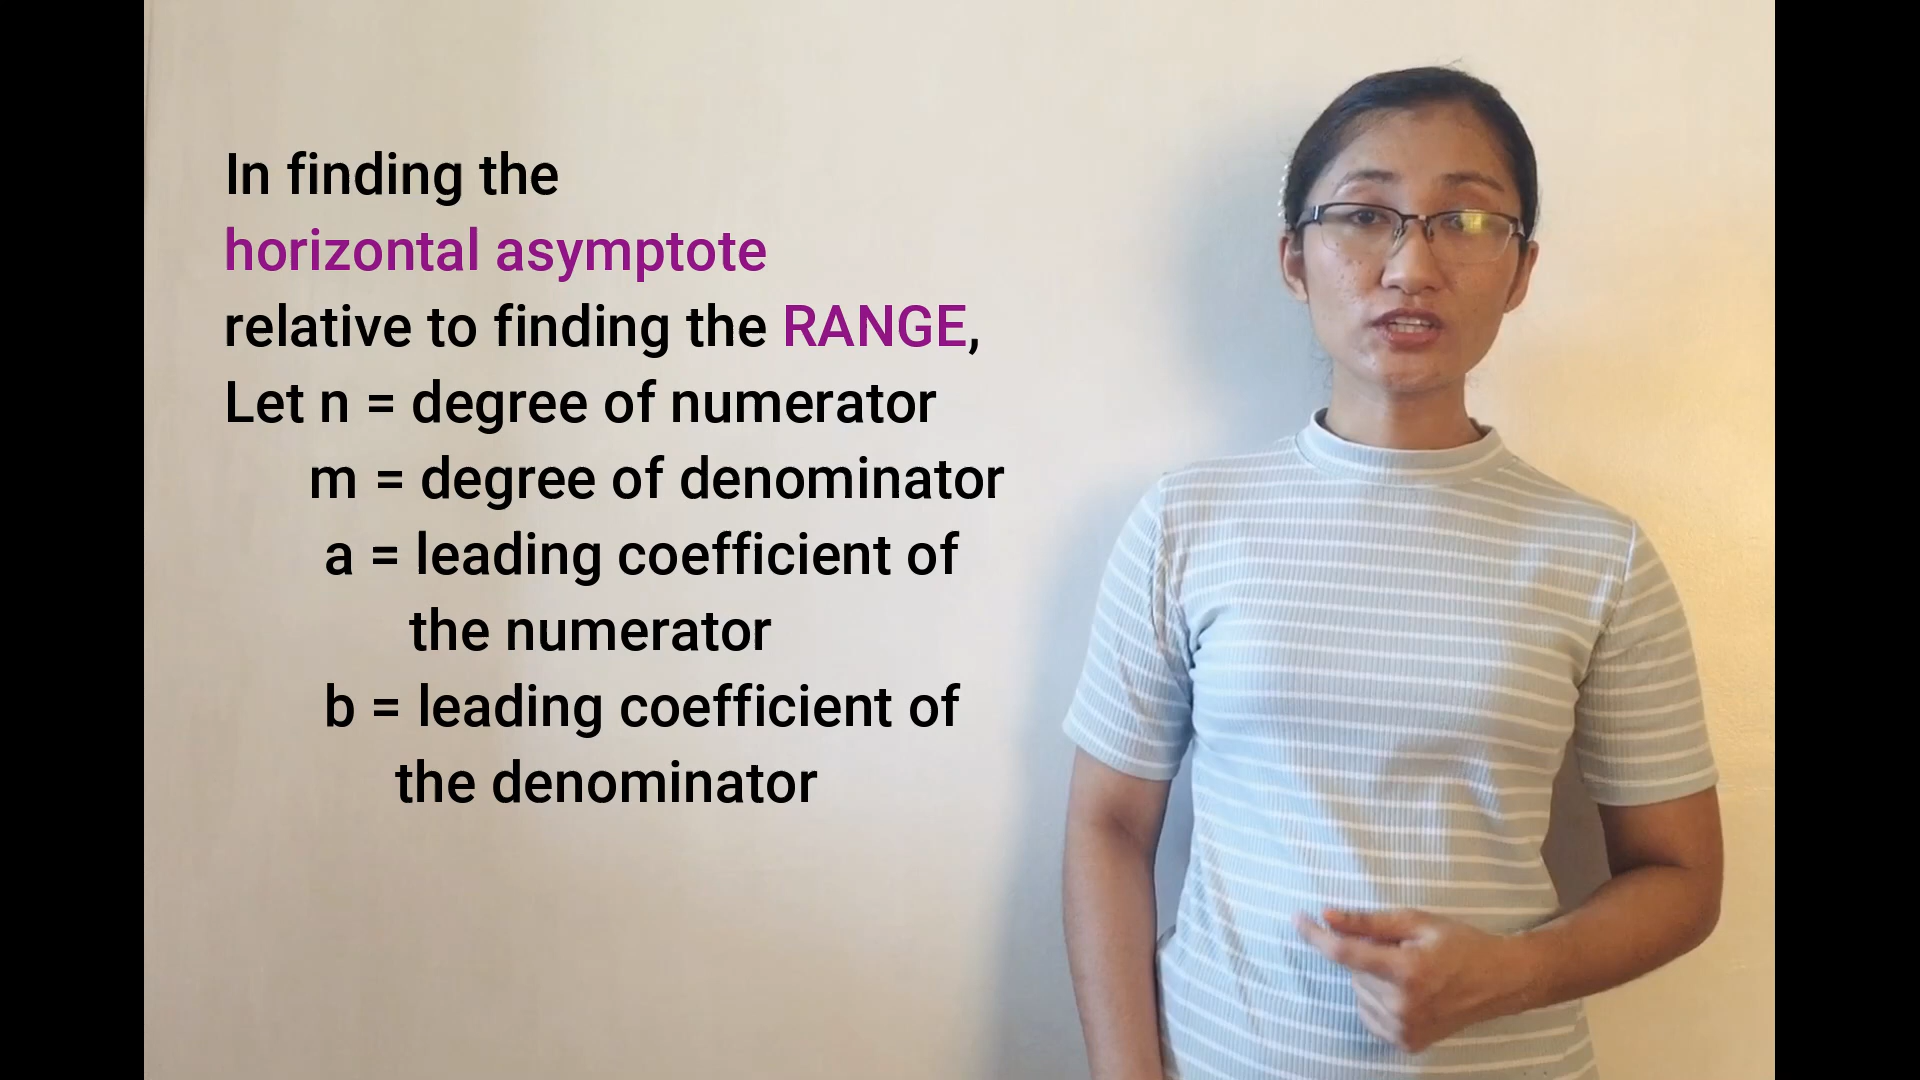 In finding the
horizontal asymptote
relative to finding the RANGE,
Let n = degree of numerator
m = degree of denominator
a = leading coefficient of
the numerator
b = leading coefficient of
the denominator